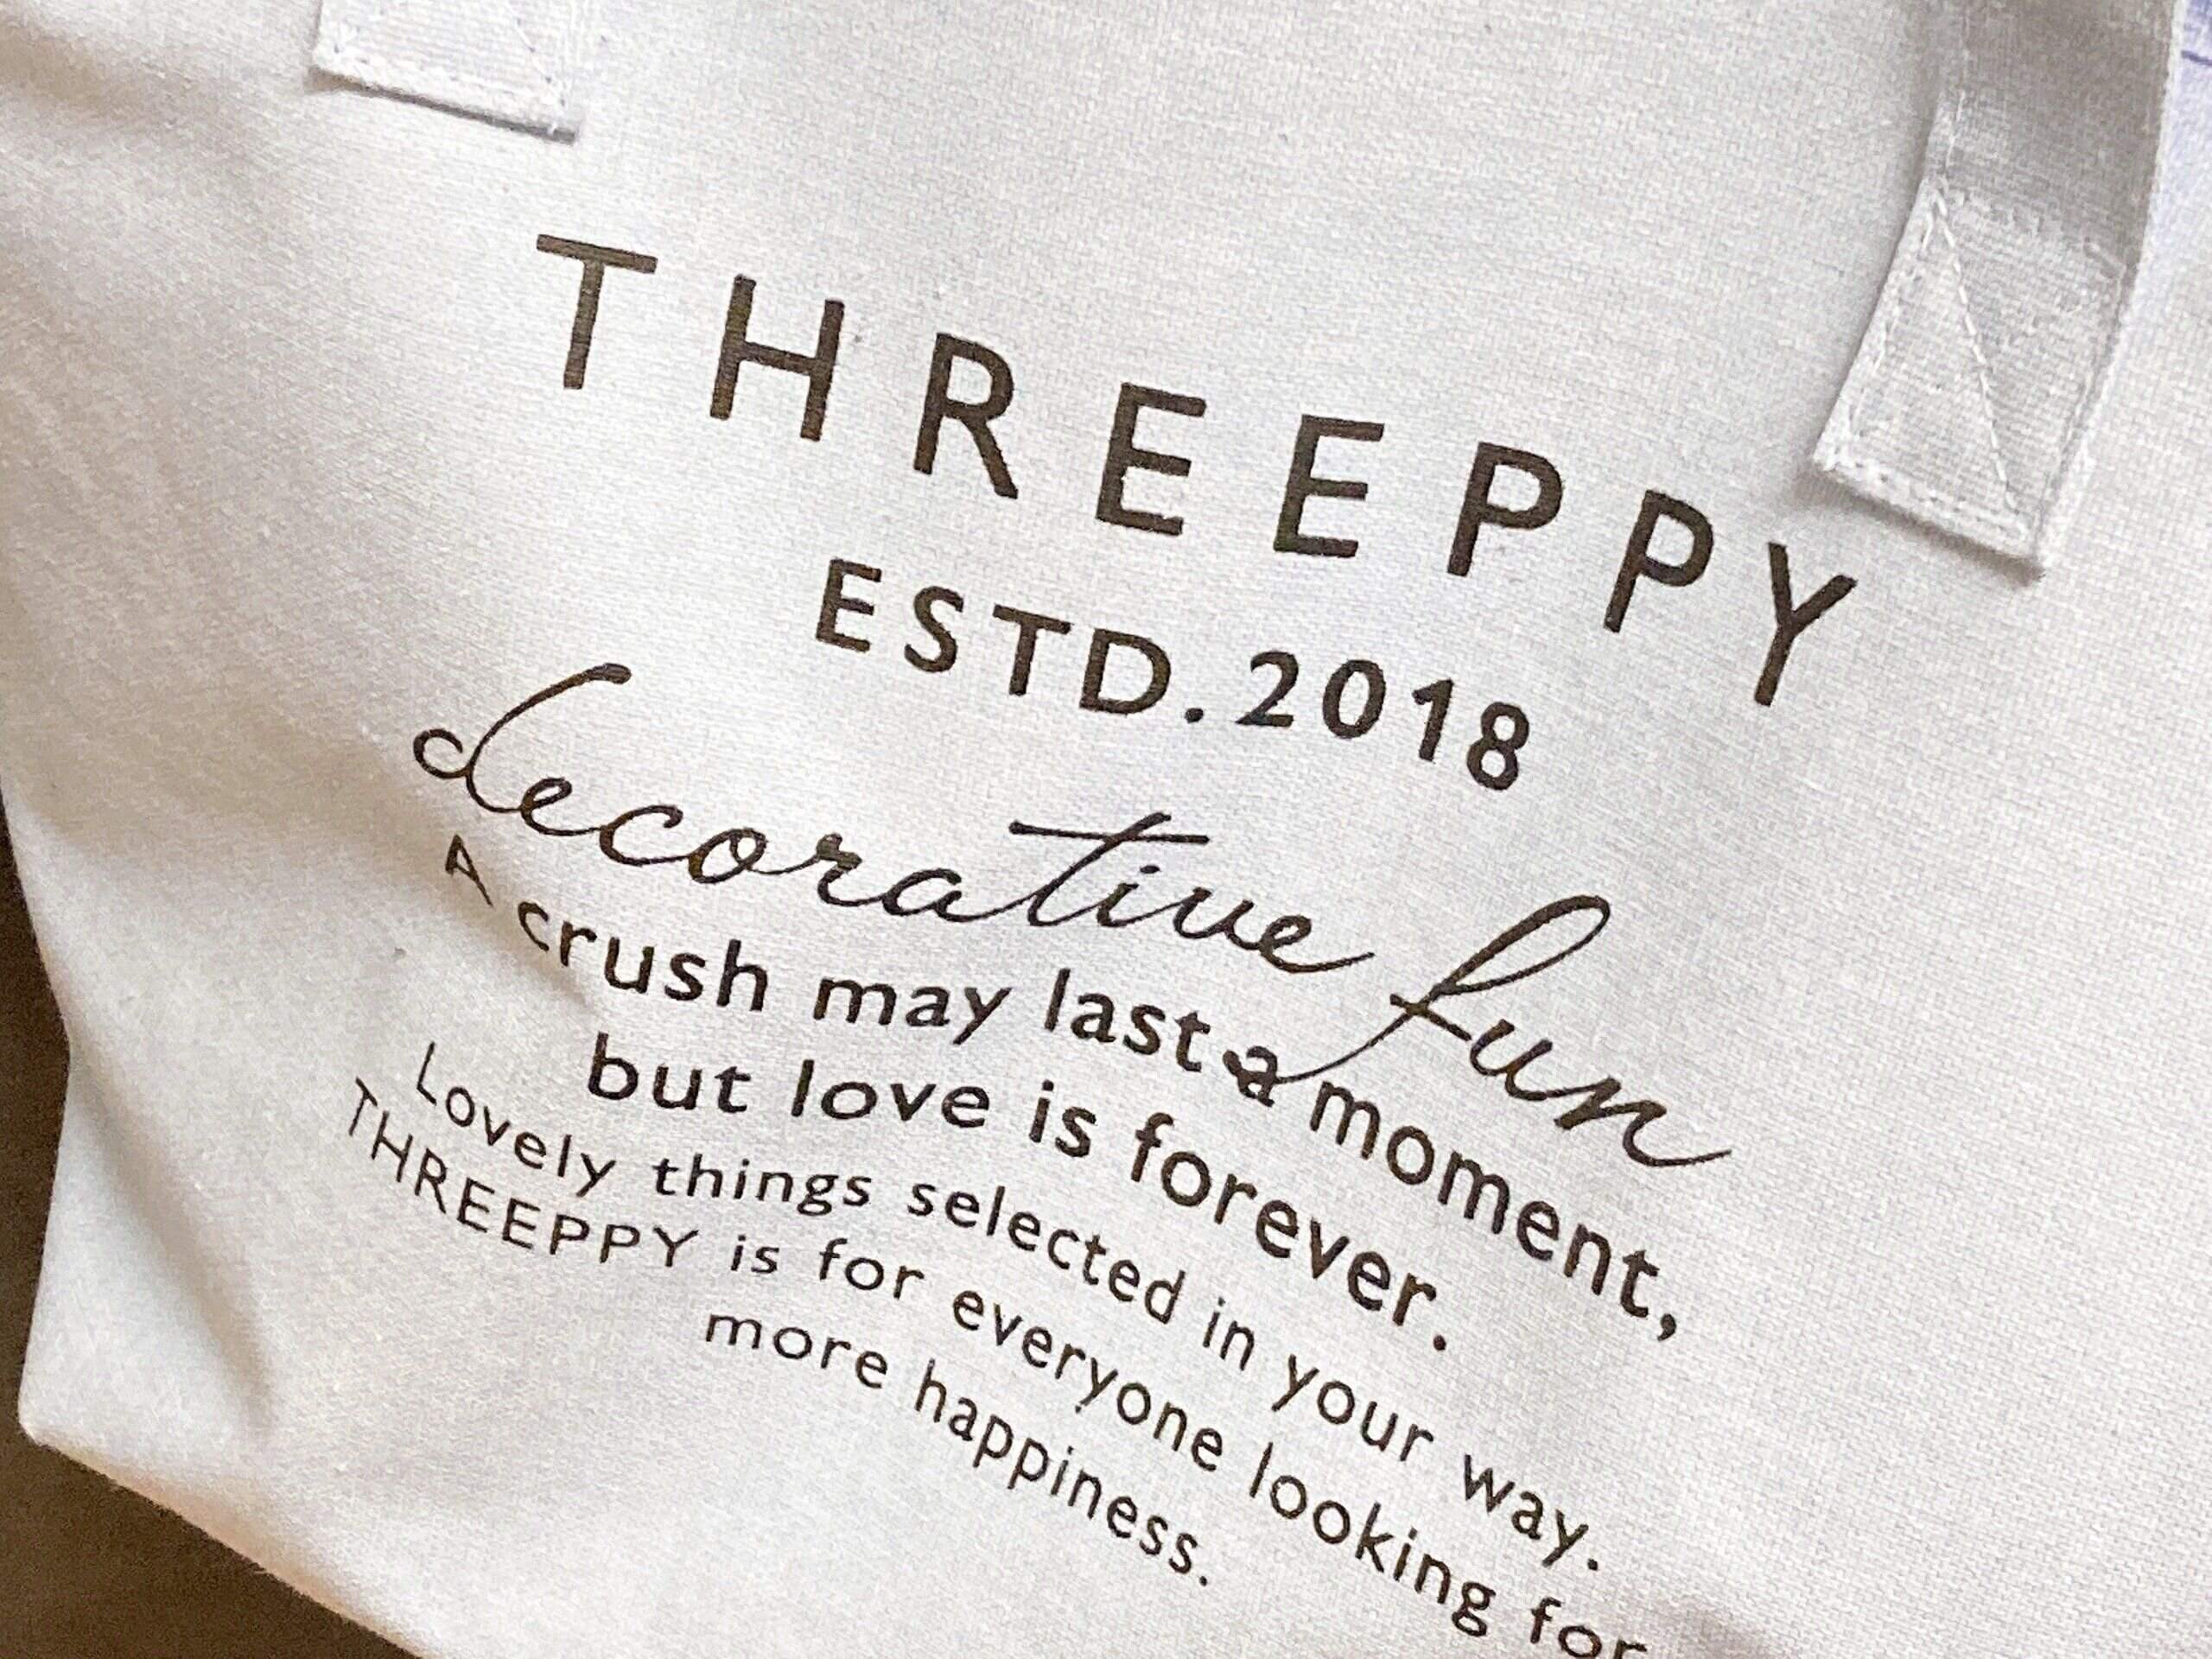 THREEPPY
ESTD.2018
decorative fun
A crush may last a moment,
but love is forever.
Lovely things selected in your way.
THREEPPY is for everyone looking for
more happiness.